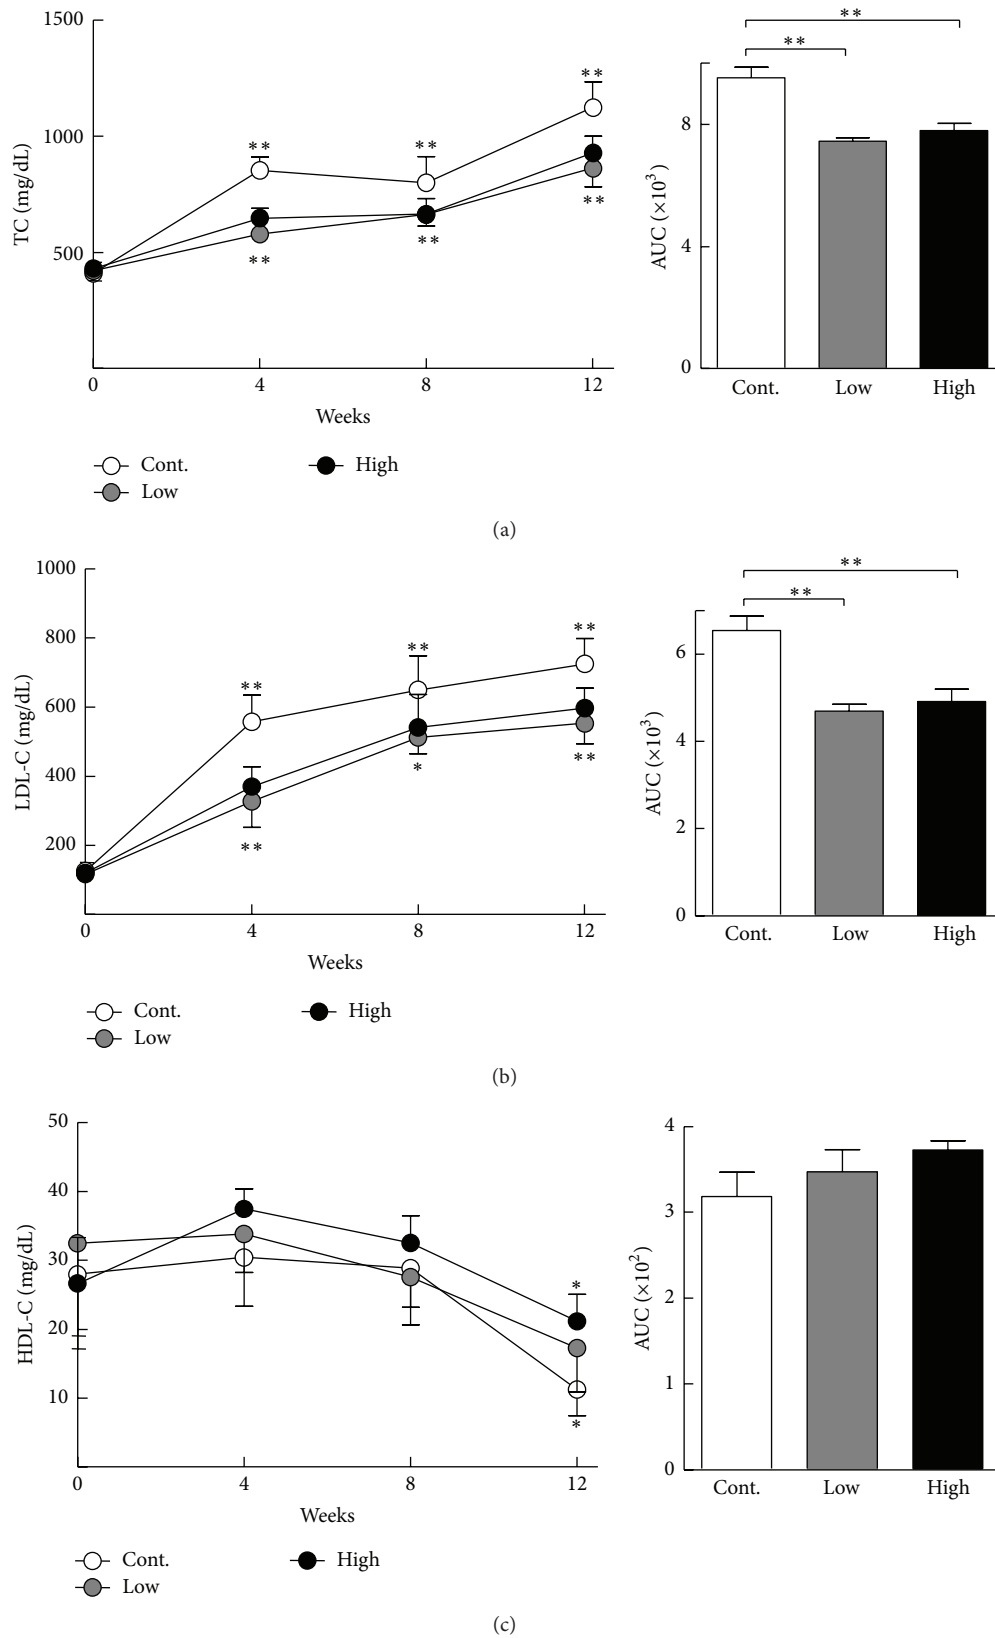 1500
1000
500
TC (mg/dL)
** ** **
** ** **
0 4 8 12
Weeks
Cont.
Low
High
**
**
8
4
0
AUC (×10³)
Cont. Low High
(a)
1000
800
600
400
200
LDL-C (mg/dL)
** ** **
** * **
0 4 8 12
Weeks
Cont.
Low
High
**
**
6
4
2
0
AUC (×10³)
Cont. Low High
(b)
50
40
30
20
10
HDL-C (mg/dL)
*
*
0 4 8 12
Weeks
Cont.
Low
High
4
3
2
1
0
AUC (×10²)
Cont. Low High
(c)